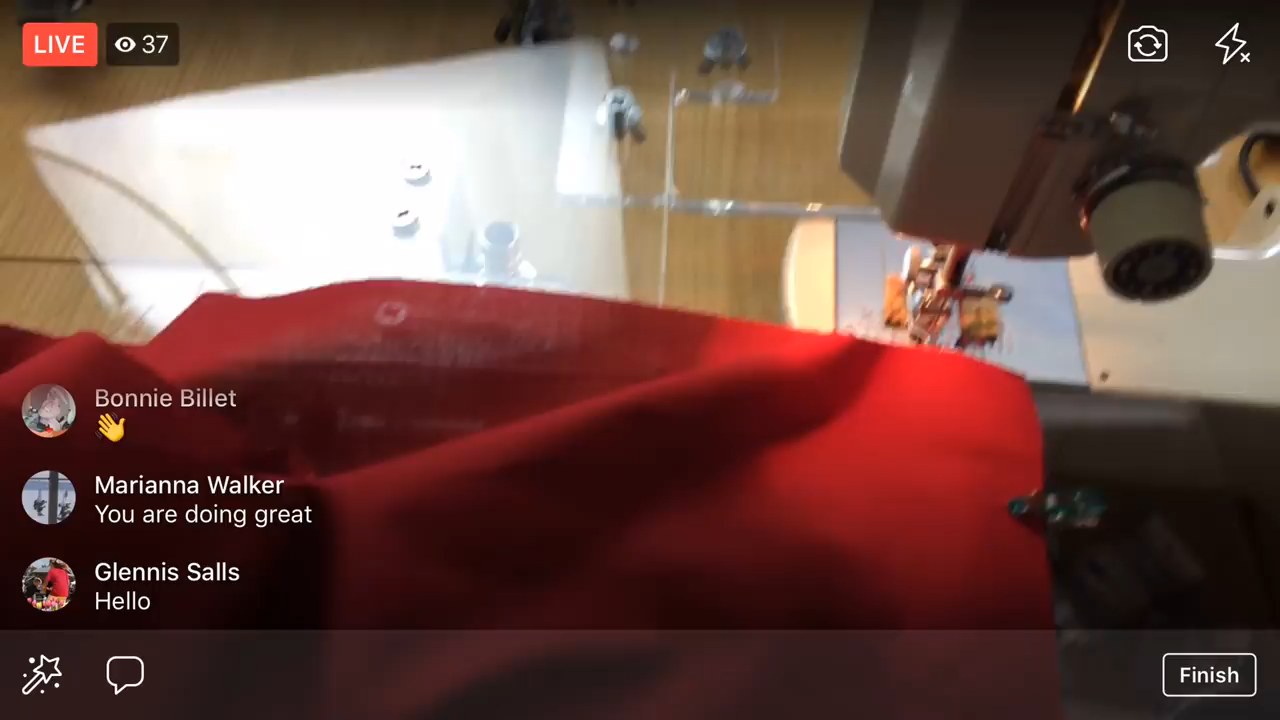 LIVE
37
Bonnie Billet
👋
Marianna Walker
You are doing great
Glennis Salls
Hello
Finish